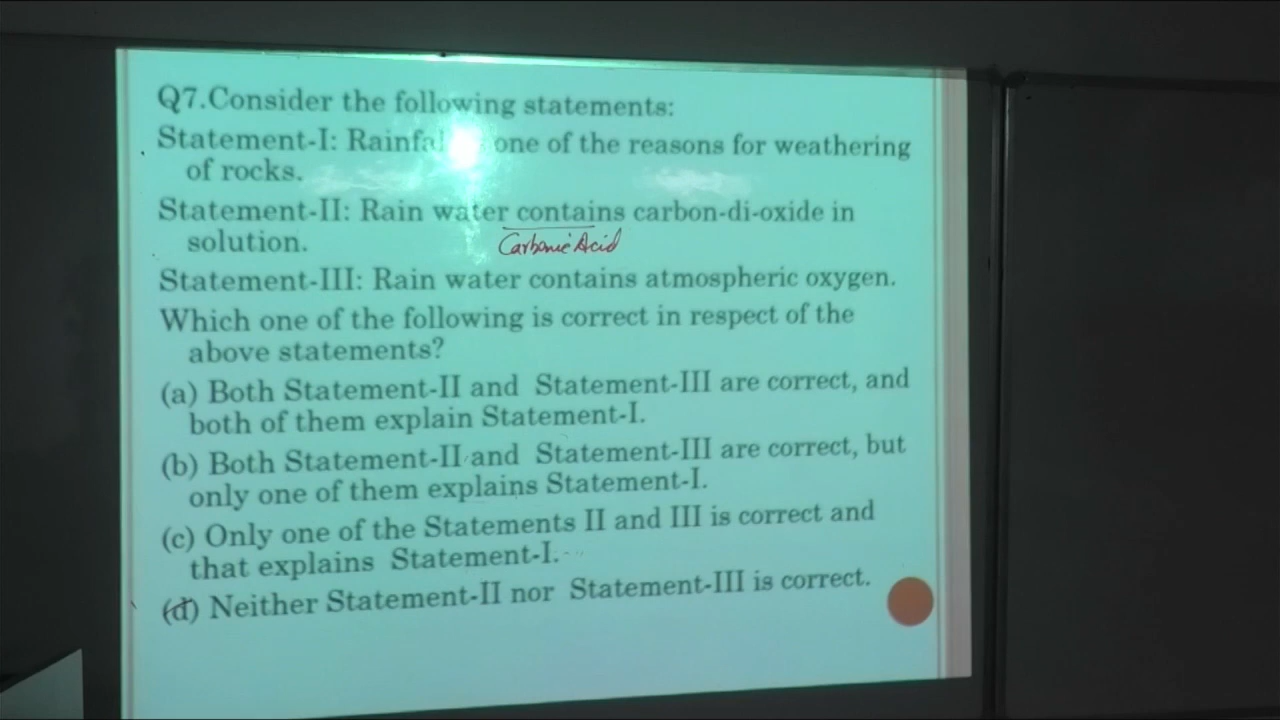 Q7.Consider the following statements:
Statement-I: one of the reasons for weathering
of rocks.
Statement-II: Rain water contains carbon-di-oxide in
solution.
Carbonic Acid
Statement-III: Rain water contains atmospheric oxygen.
Which one of the following is correct in respect of the
above statements?
(a) Both Statement-II and Statement-III are correct, and
both of them explain Statement-I.
(b) Both Statement-II and Statement-III are correct, but
only one of them explains Statement-I.
(c) Only one of the Statements II and III is correct and
that explains Statement-I.
(d) Neither Statement-II nor Statement-III is correct.